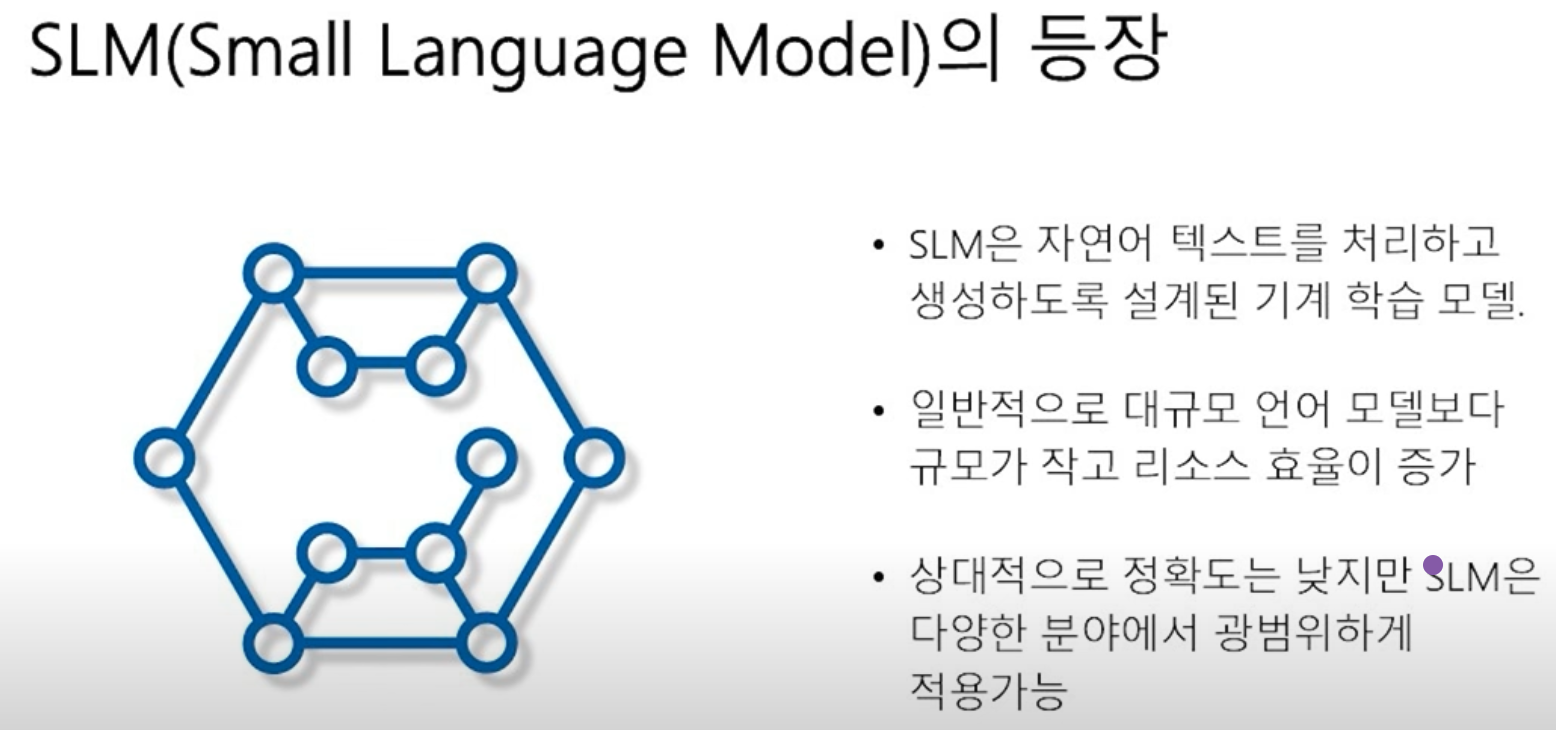 SLM(Small Language Model)의 등장
• SLM은 자연어 텍스트를 처리하고
생성하도록 설계된 기계 학습 모델.
• 일반적으로 대규모 언어 모델보다
규모가 작고 리소스 효율이 증가
• 상대적으로 정확도는 낮지만 SLM은
다양한 분야에서 광범위하게
적용가능